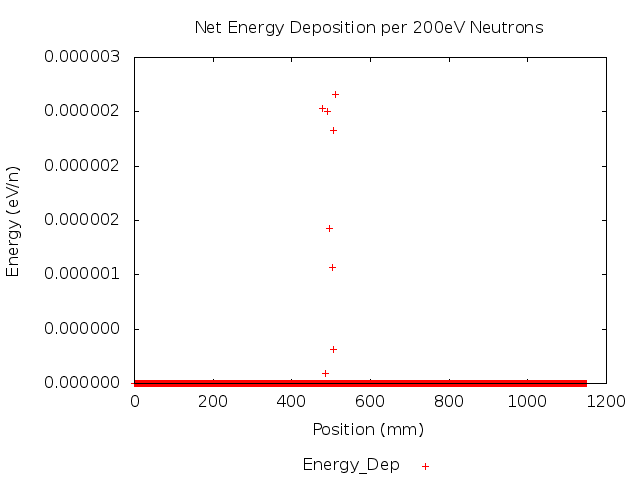 Net Energy Deposition per 200eV Neutrons
0.000003
0.000002
0.000002
0.000002
0.000001
0.000000
0.000000
Energy (eV/n)
0 200 400 600 800 1000 1200
Position (mm)
Energy_Dep